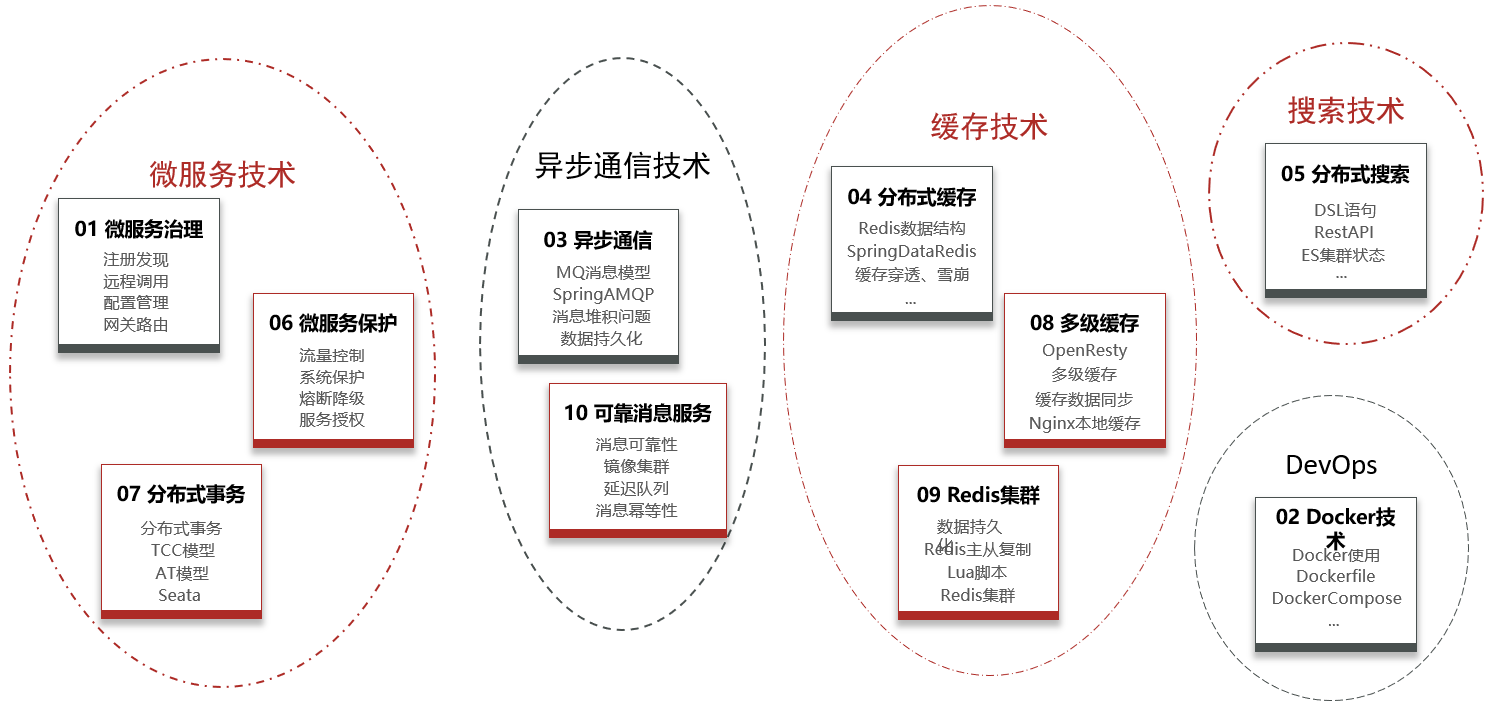 微服务技术
01 微服务治理
注册发现
远程调用
配置管理
网关路由
06 微服务保护
流量控制
系统保护
熔断降级
服务授权
07 分布式事务
分布式事务
TCC模型
AT模型
Seata
异步通信技术
03 异步通信
MQ消息模型
SpringAMQP
消息堆积问题
数据持久化
10 可靠消息服务
消息可靠性
镜像集群
延迟队列
消息幂等性
缓存技术
04 分布式缓存
Redis数据结构
SpringDataRedis
缓存穿透、雪崩
...
08 多级缓存
OpenResty
多级缓存
缓存数据同步
Nginx本地缓存
09 Redis集群
数据持久
化
Redis主从复制
Lua脚本
Redis集群
搜索技术
05 分布式搜索
DSL语句
RestAPI
ES集群状态
...
DevOps
02 Docker技
术
Docker使用
Dockerfile
DockerCompose
...